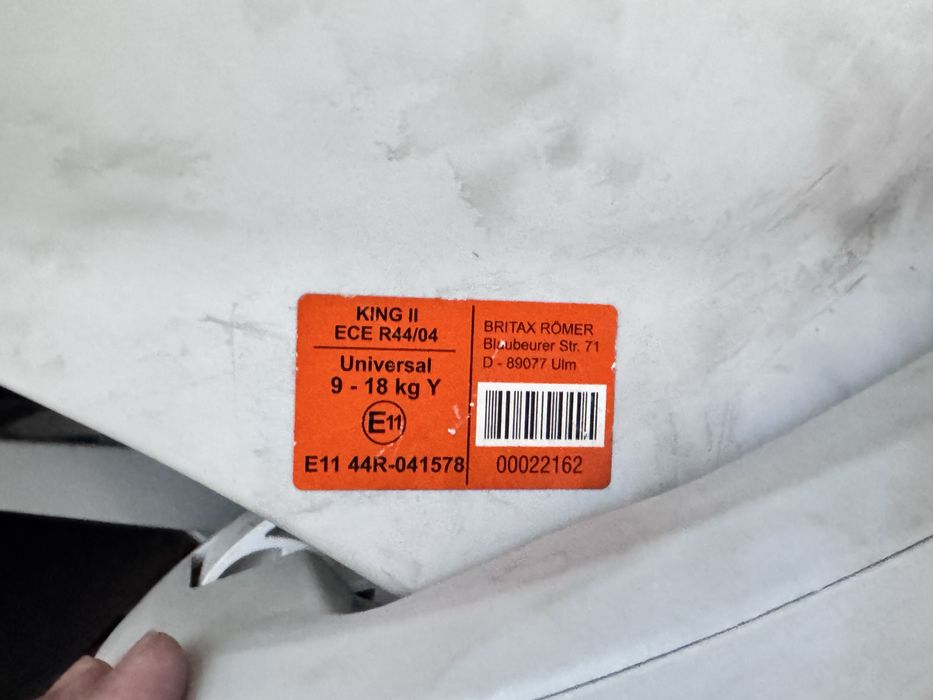 KING II
ECE R44/04
Universal
9 - 18 kg Y
E11
E11 44R-041578
BRITAX RÖMER
Blaubeurer Str. 71
D - 89077 Ulm
00022162